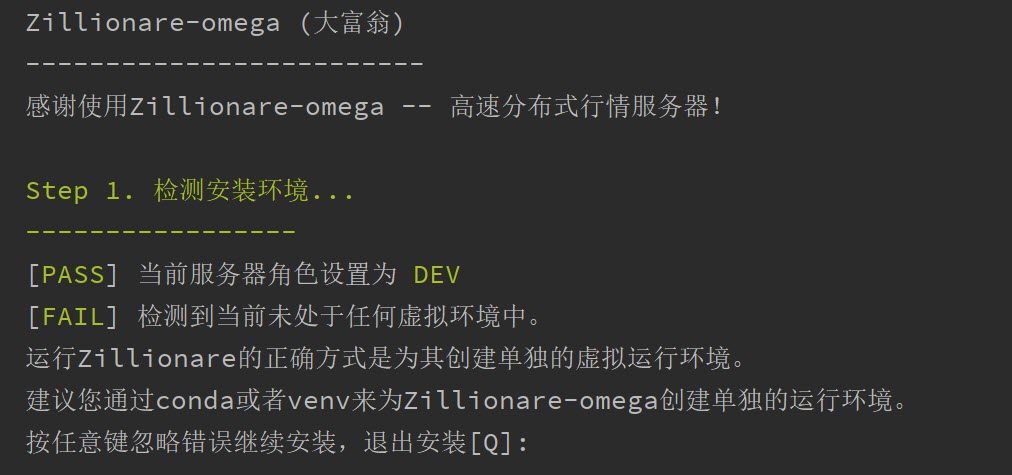 Zillionare-omega (大富翁)
-------------------------
感谢使用Zillionare-omega -- 高速分布式行情服务器!
Step 1. 检测安装环境...
-----------------
[PASS] 当前服务器角色设置为 DEV
[FAIL] 检测到当前未处于任何虚拟环境中。
运行Zillionare的正确方式是为其创建单独的虚拟运行环境。
建议您通过conda或者venv来为Zillionare-omega创建单独的运行环境。
按任意键忽略错误继续安装，退出安装[Q]: